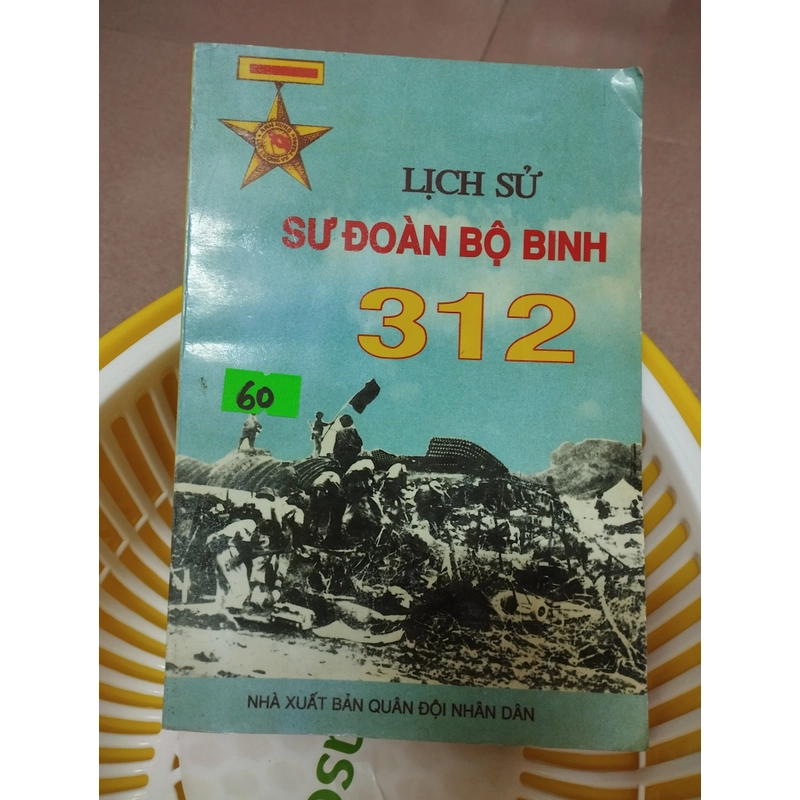 LỊCH SỬ
SƯ ĐOÀN BỘ BINH
312
60
NHÀ XUẤT BẢN QUÂN ĐỘI NHÂN DÂN